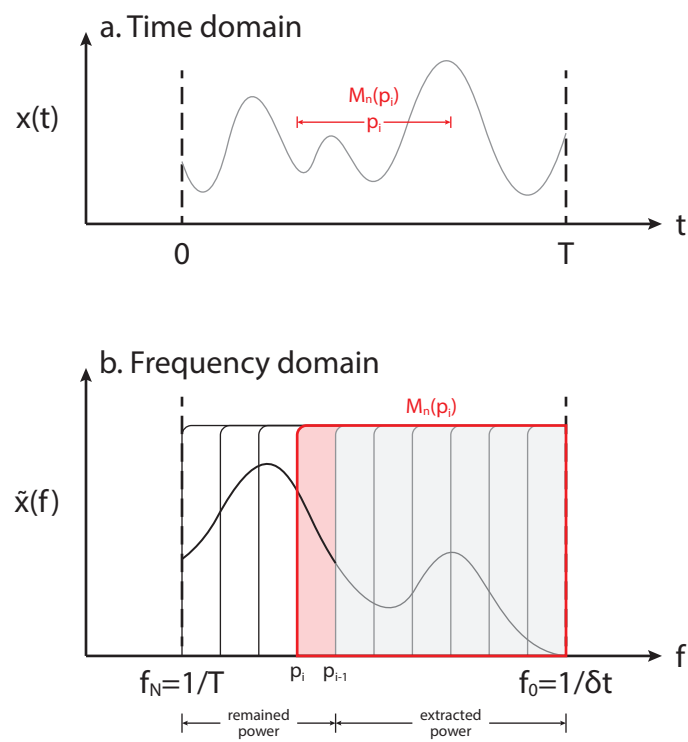 a. Time domain
x(t)
Mₙ(pᵢ)
pᵢ
t
0
T
b. Frequency domain
Mₙ(pᵢ)
x̃(f)
f
pᵢ
pᵢ₋₁
f_N=1/T
f₀=1/δt
remained
power
extracted
power